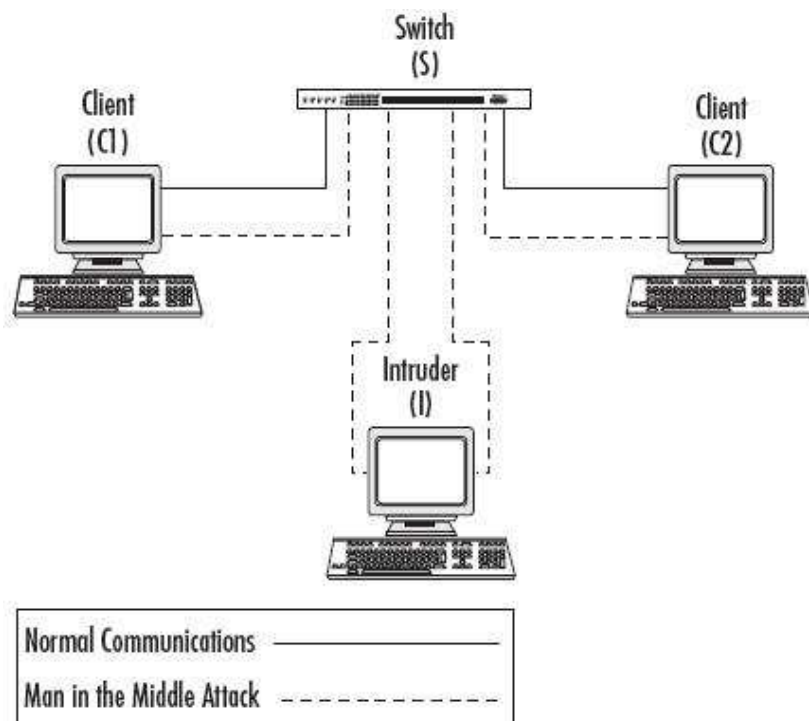 Switch
(S)
Client
(C1)
Client
(C2)
Intruder
(I)
Normal Communications
Man in the Middle Attack